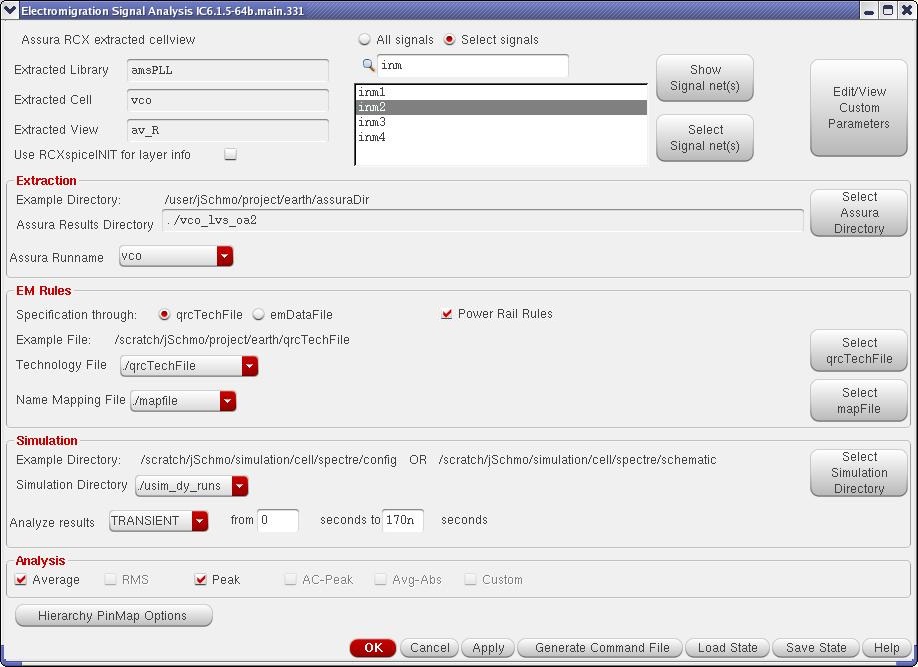 Electromigration Signal Analysis IC6.1.5-64b.main.331
Assura RCX extracted cellview
All signals Select signals
Extracted Library amsPLL
inm
Extracted Cell vco
inm1
inm2
inm3
inm4
Show
Signal net(s)
Select
Signal net(s)
Edit/View
Custom
Parameters
Extracted View av_R
Use RCXspiceINIT for layer info
Extraction
Example Directory: /user/jSchmo/project/earth/assuraDir
Assura Results Directory ./vco_lvs_oa2
Select
Assura
Directory
Assura Runname vco
EM Rules
Specification through: qrcTechFile emDataFile Power Rail Rules
Example File: /scratch/jSchmo/project/earth/qrcTechFile
Technology File ./qrcTechFile
Select
qrcTechFile
Name Mapping File ./mapfile
Select
mapFile
Simulation
Example Directory: /scratch/jSchmo/simulation/cell/spectre/config OR /scratch/jSchmo/simulation/cell/spectre/schematic
Simulation Directory ./usim_dy_runs
Select
Simulation
Directory
Analyze results TRANSIENT from 0 seconds to 170n seconds
Analysis
Average RMS Peak AC-Peak Avg-Abs Custom
Hierarchy PinMap Options
OK Cancel Apply Generate Command File Load State Save State Help